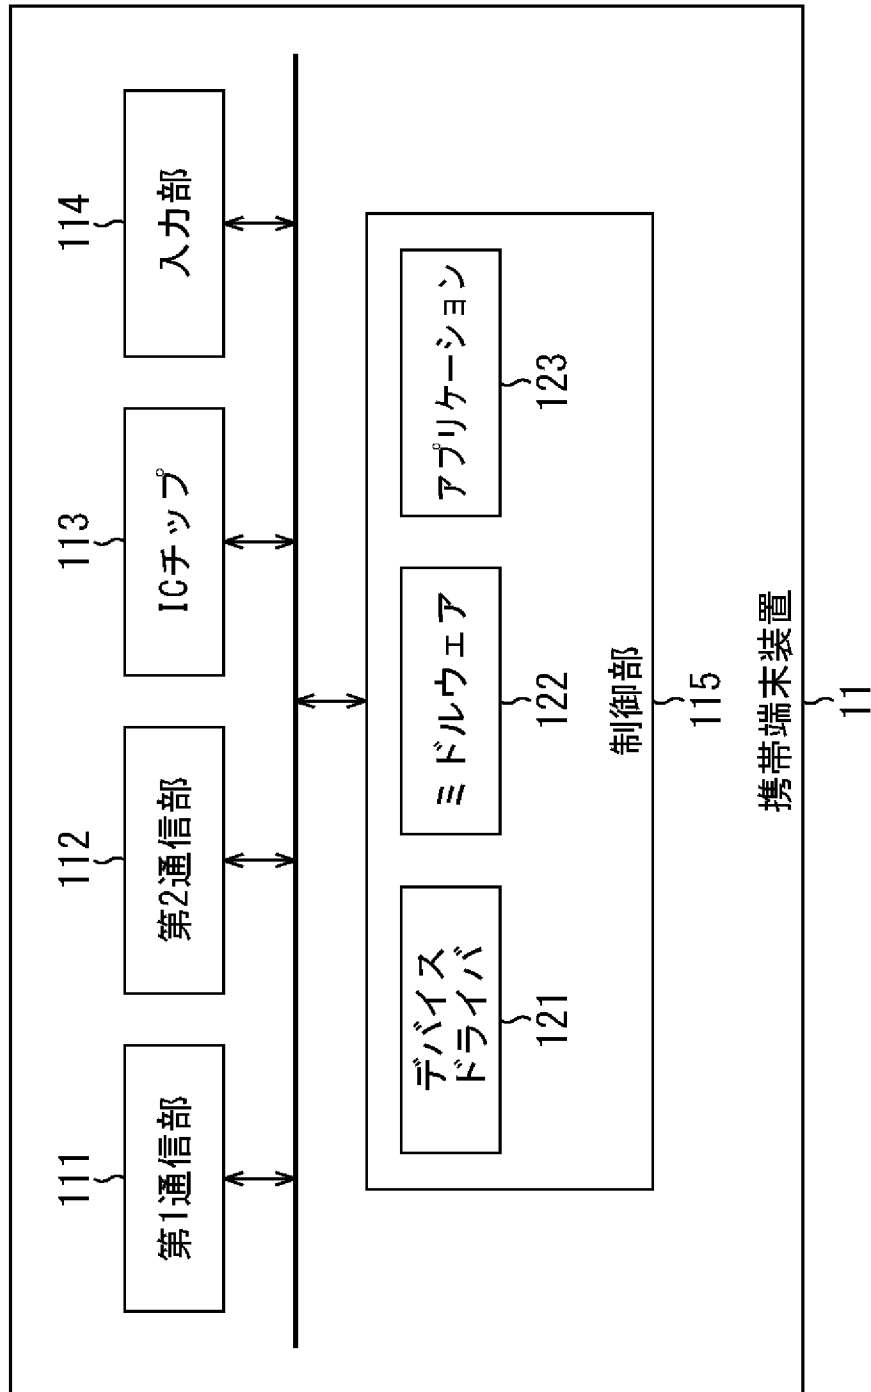 111
112
113
114
第1通信部
第2通信部
ICチップ
入力部
デバイス
ドライバ
ミドルウェア
アプリケーション
121
122
123
制御部
115
携帯端末装置
11